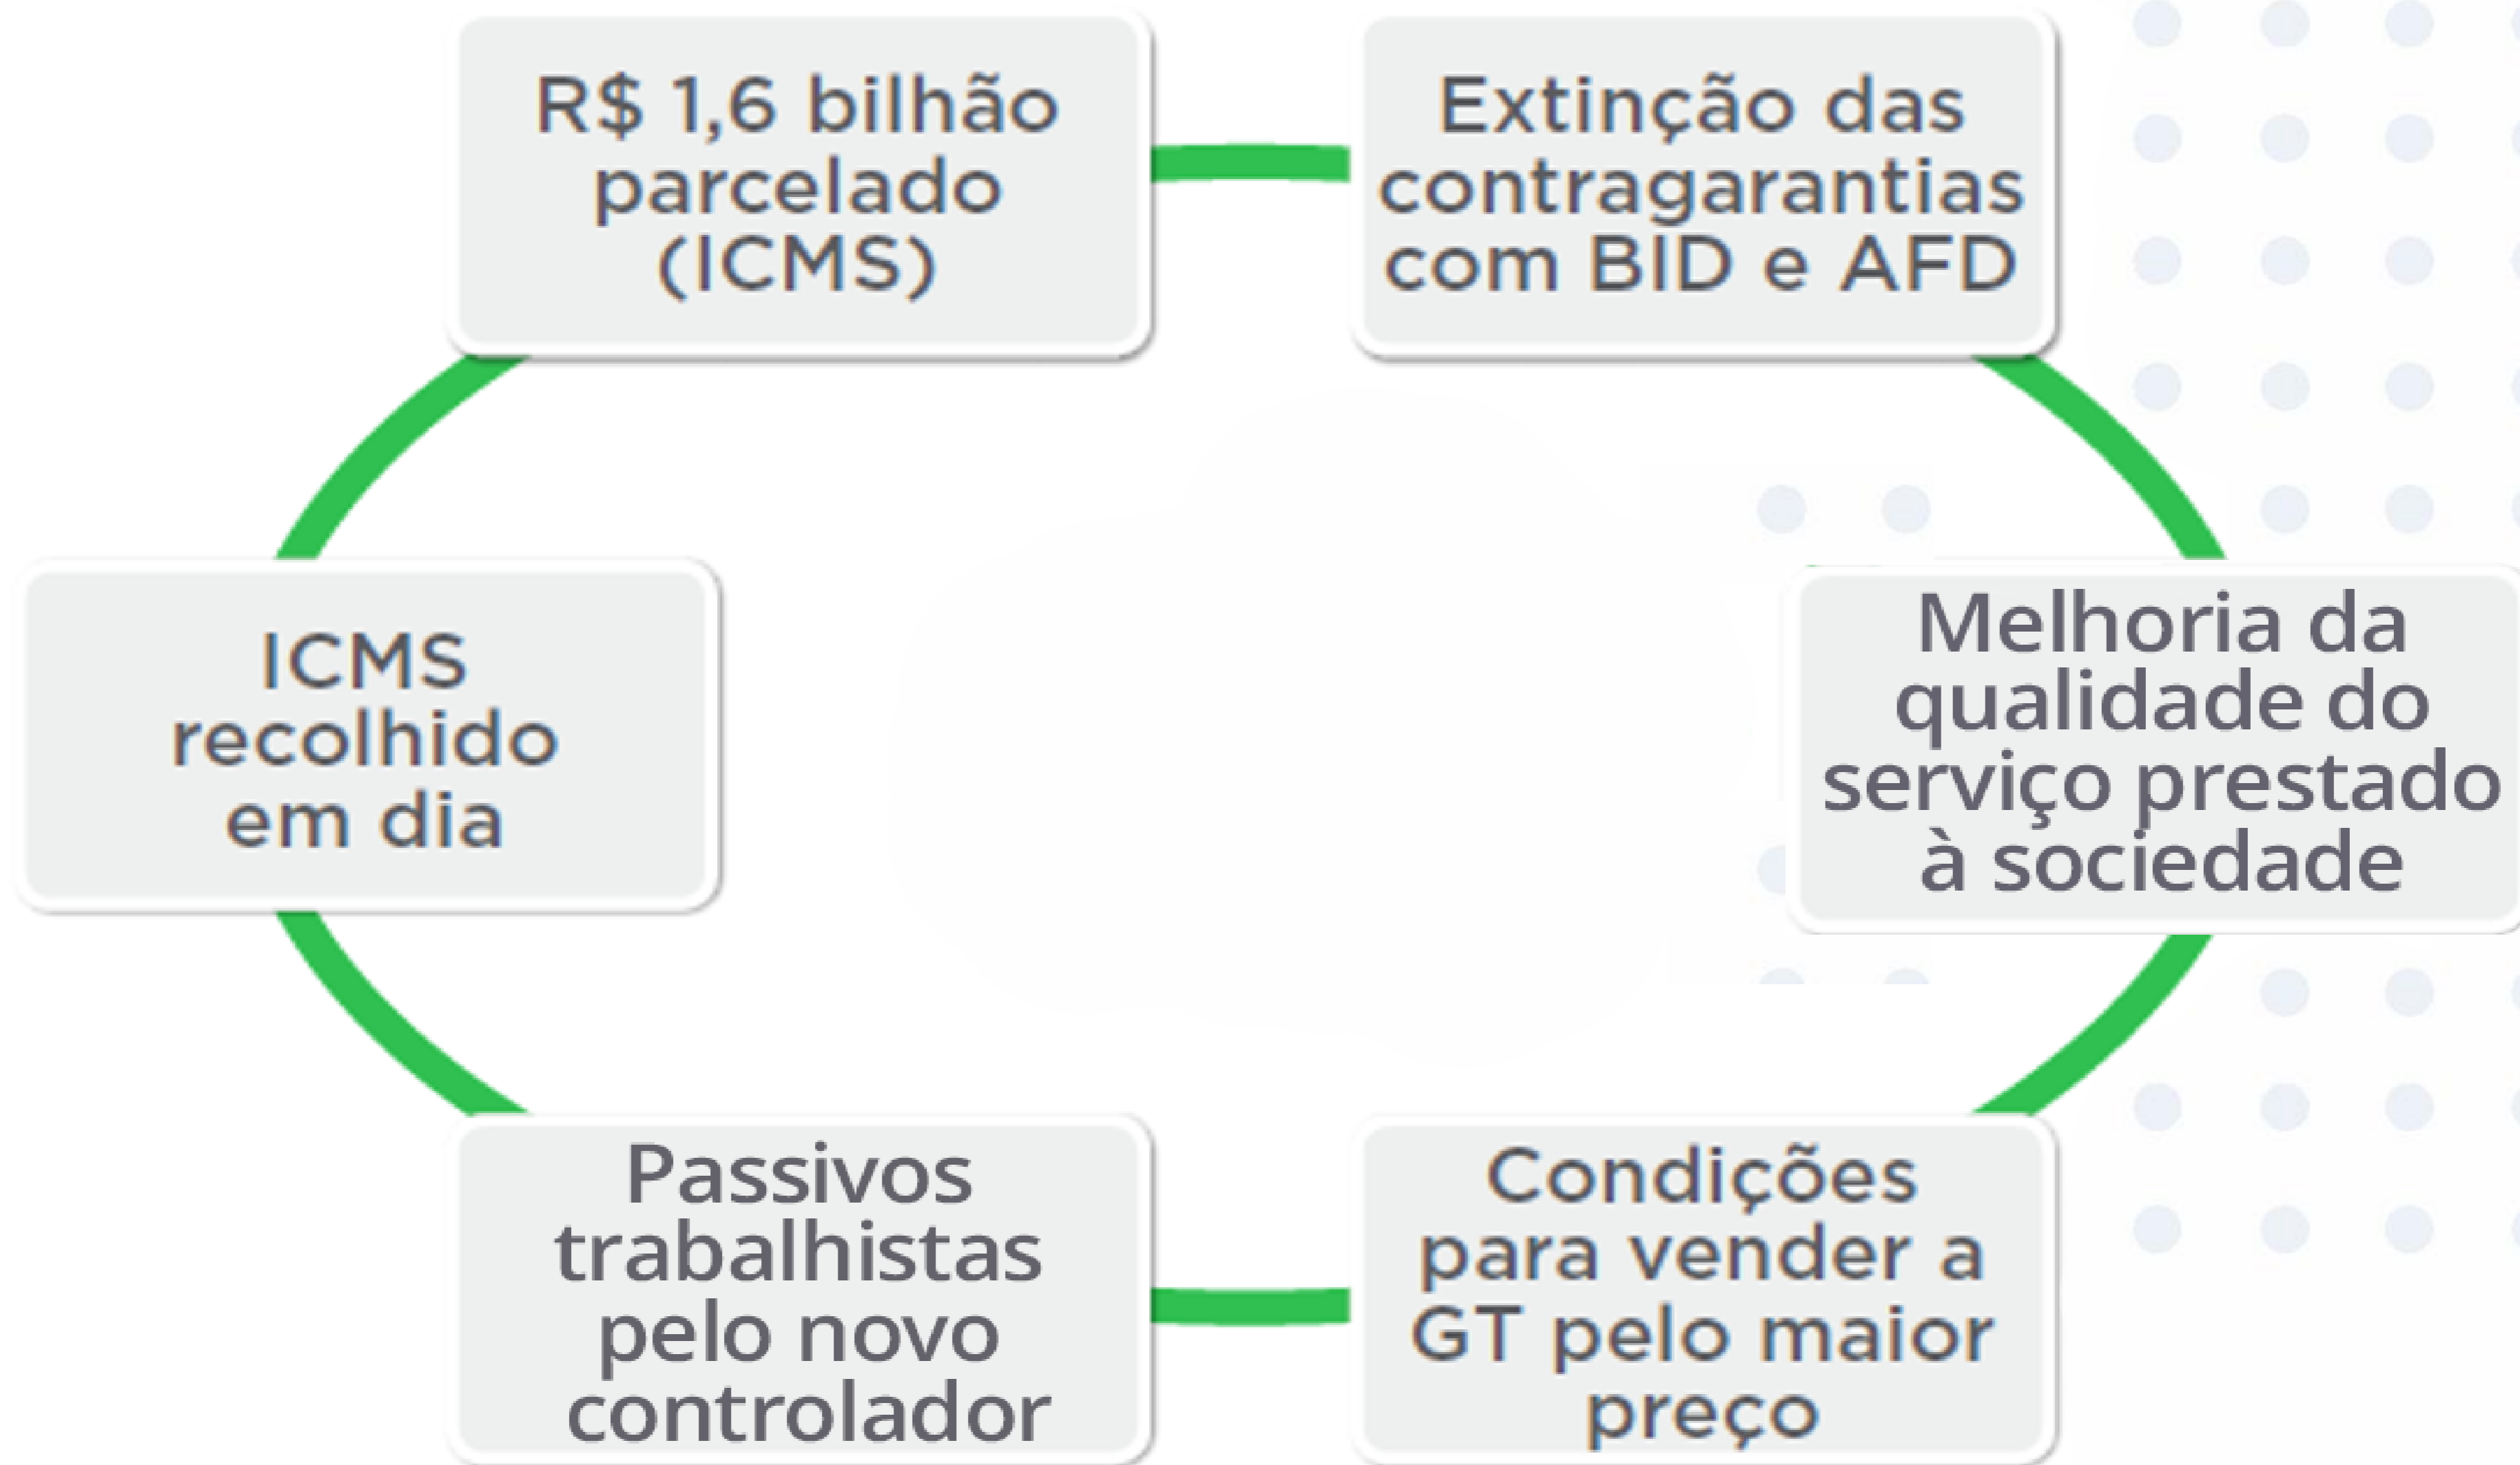 R$ 1,6 bilhão
parcelado
(ICMS)
Extinção das
contragarantias
com BID e AFD
ICMS
recolhido
em dia
Melhoria da
qualidade do
serviço prestado
à sociedade
Passivos
trabalhistas
pelo novo
controlador
Condições
para vender a
GT pelo maior
preço